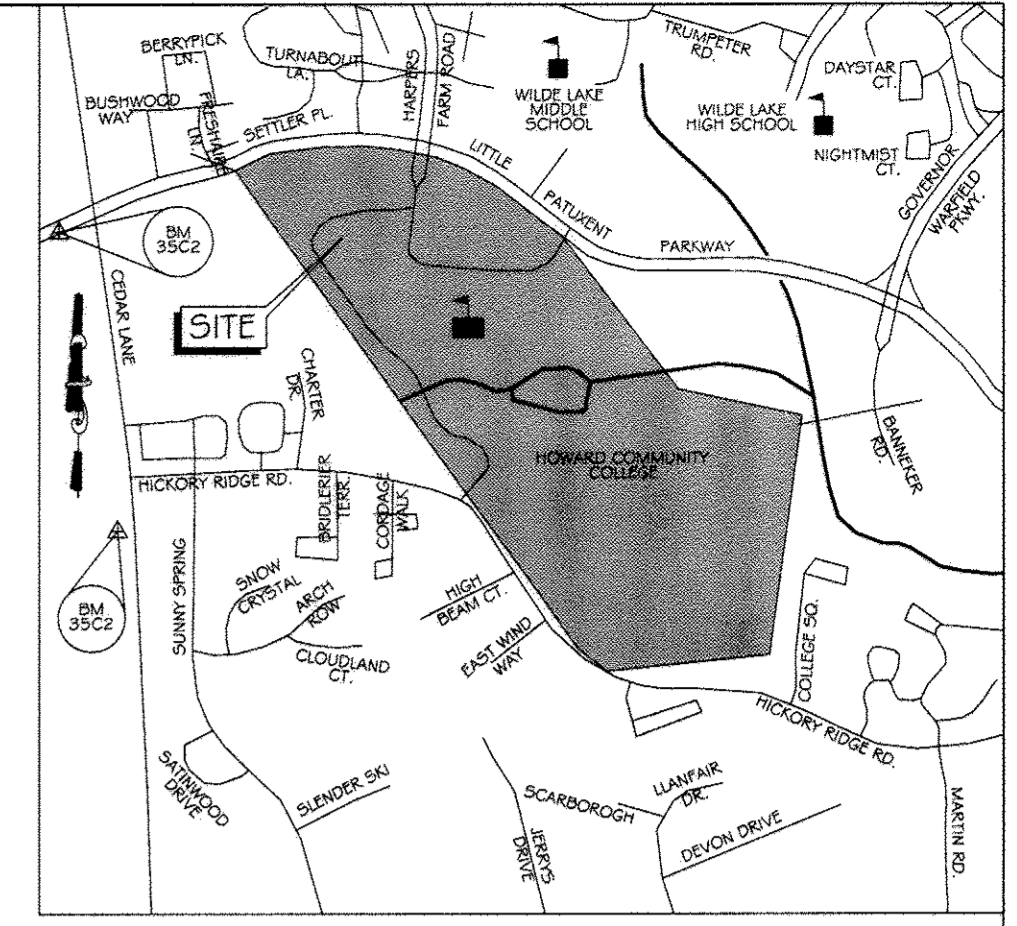 BERRYPICK
LN.
TURNABOUT
LA.
HARPERS
FARM ROAD
TRUMPETER
RD.
DAYSTAR
CT.
BUSHWOOD
WAY
FRESHAIRE
LN.
SETTLER PL.
WILDE LAKE
MIDDLE
SCHOOL
WILDE LAKE
HIGH SCHOOL
NIGHTMIST
CT.
LITTLE
PATUXENT
PARKWAY
GOVERNOR
WARFIELD
PKWY.
BM
35C2
CEDAR LANE
SITE
CHARTER
DR.
HOWARD COMMUNITY
COLLEGE
BANNEKER
RD.
HICKORY RIDGE RD.
BRIDLERIER
TERR.
CORDAGE
WALK
BM
35C2
SUNNY SPRING
SNOW
CRYSTAL
ARCH
ROW
CLOUDLAND
CT.
HIGH
BEAM CT.
EAST WIND
WAY
COLLEGE SQ.
HICKORY RIDGE RD.
SATINWOOD
DRIVE
SLENDER SKI
JERRYS
DRIVE
SCARBOROGH
LLANFAIR
DR.
DEVON DRIVE
MARTIN RD.